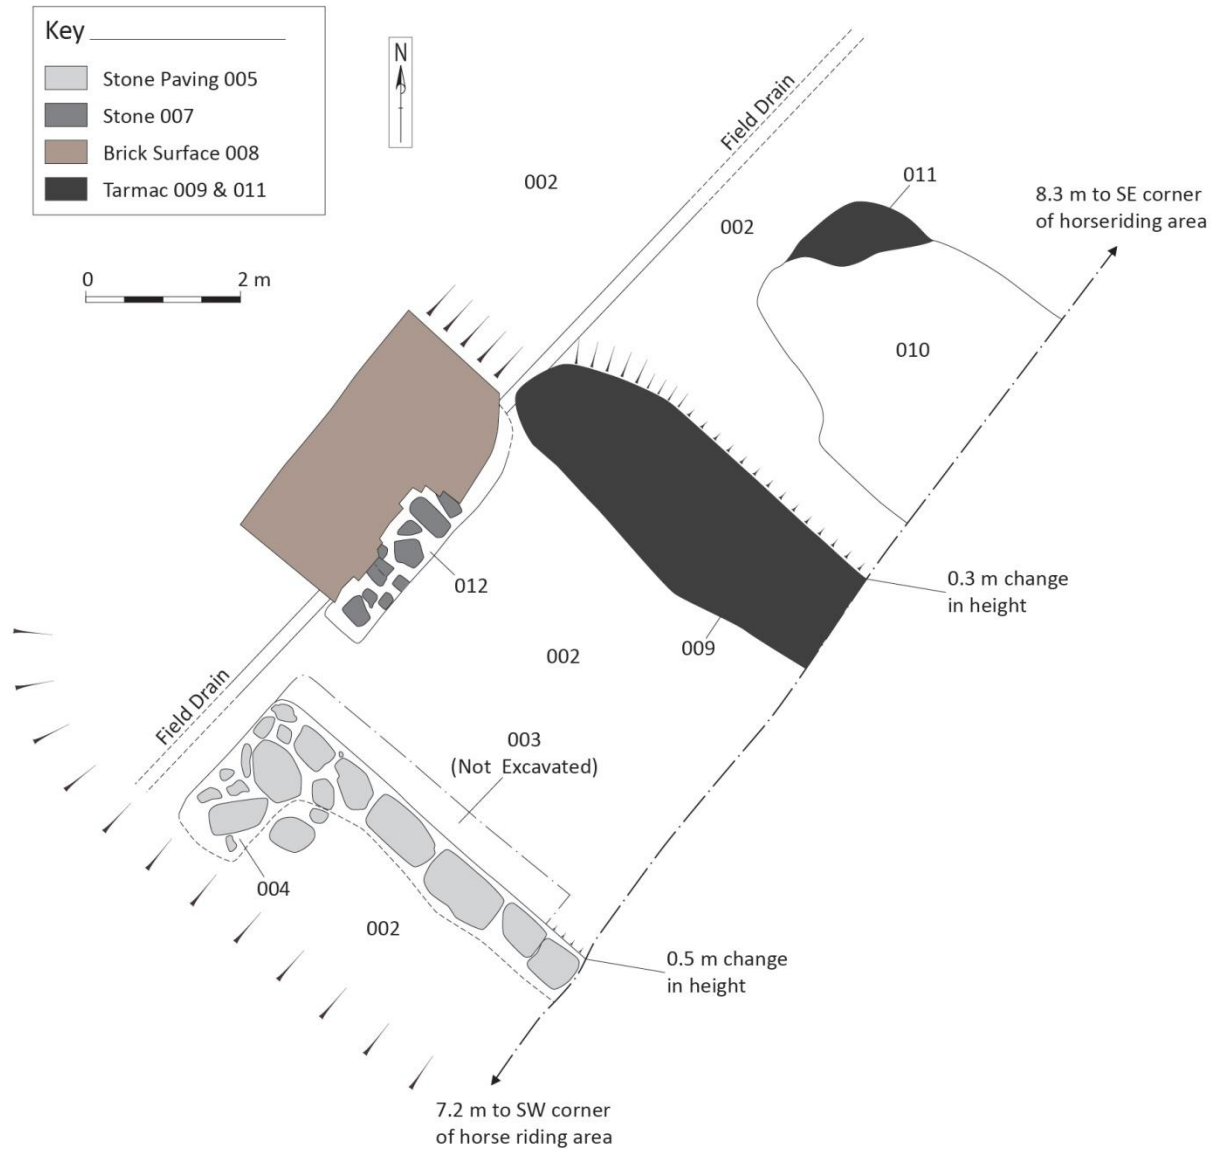 Key
Stone Paving 005
Stone 007
Brick Surface 008
Tarmac 009 & 011
N
0
2 m
Field Drain
002
002
011
8.3 m to SE corner
of horseriding area
010
012
0.3 m change
in height
009
002
Field Drain
003
(Not Excavated)
004
002
0.5 m change
in height
7.2 m to SW corner
of horse riding area